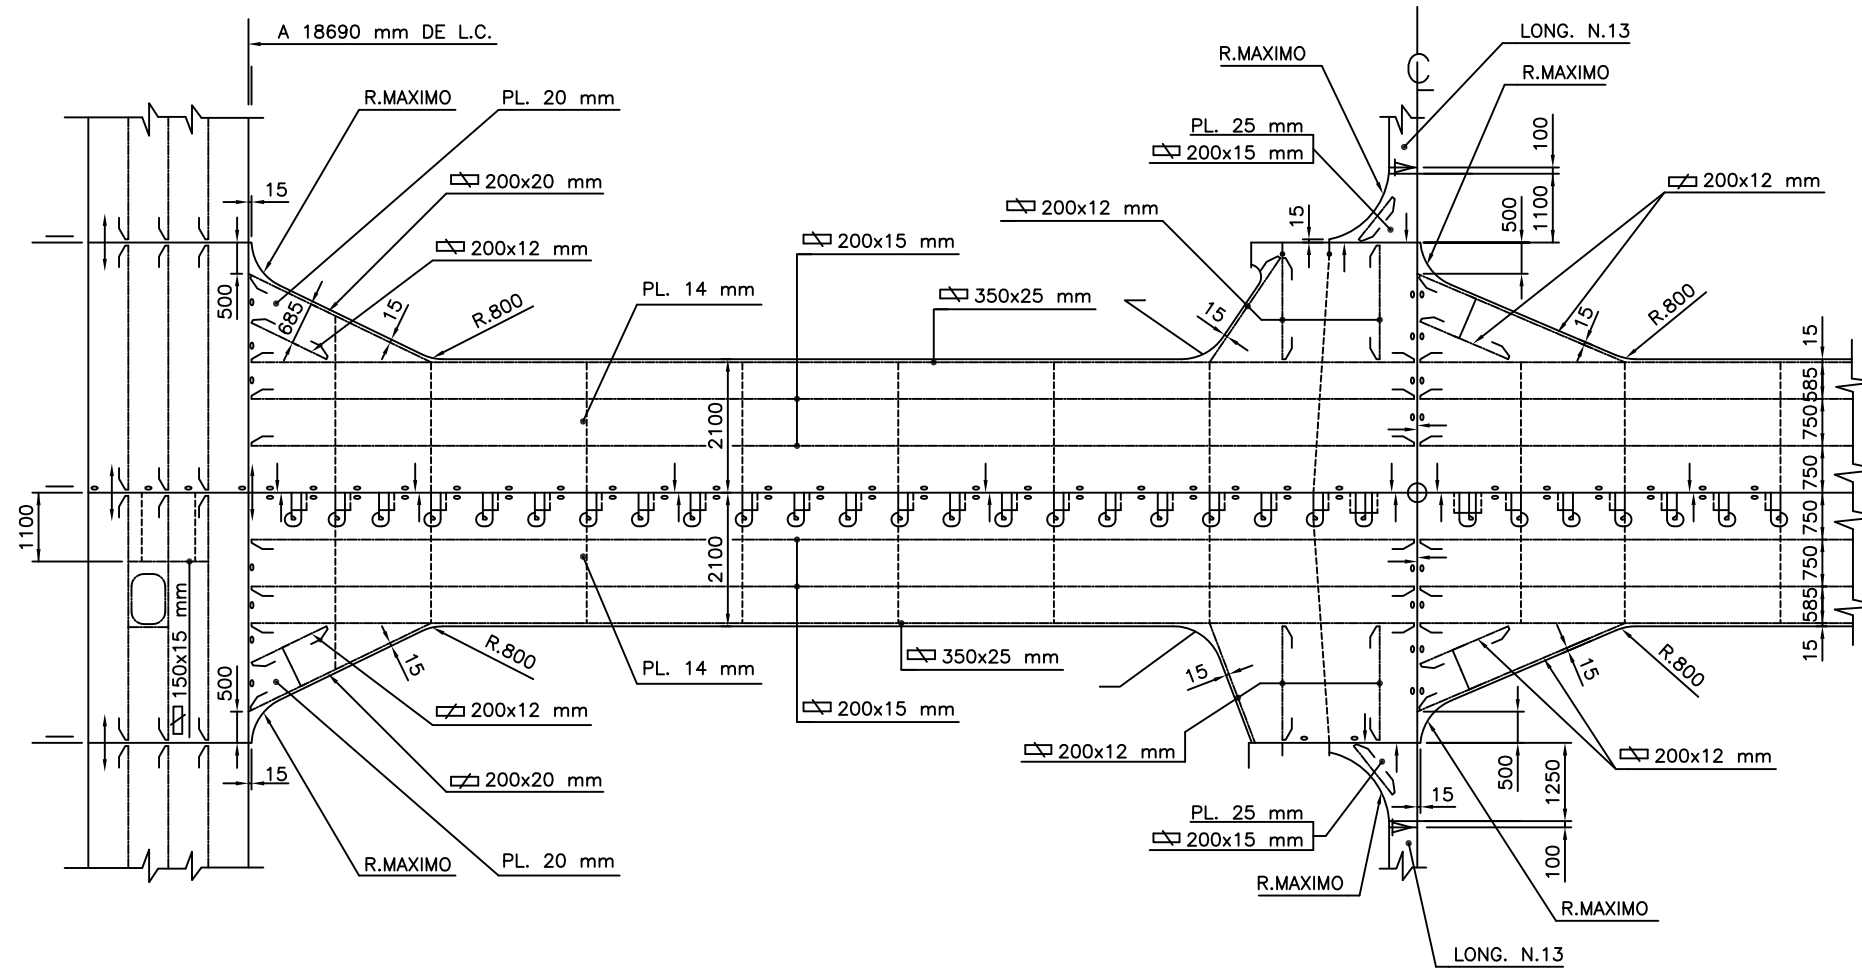 A 18690 mm DE L.C.
LONG. N.13
R.MAXIMO
C
R.MAXIMO
R.MAXIMO
PL. 20 mm
PL. 25 mm
200x15 mm
100
1100
500
200x20 mm
200x12 mm
15
200x12 mm
15
200x12 mm
200x15 mm
500
685
15
R.800
PL. 14 mm
350x25 mm
15
15
R.800
15
585
750
750
2100
1100
2100
750
750
585
15
150x15 mm
R.800
15
PL. 14 mm
350x25 mm
15
15
R.800
500
200x12 mm
200x15 mm
200x12 mm
200x12 mm
15
200x20 mm
500
1250
15
PL. 25 mm
200x15 mm
100
R.MAXIMO
PL. 20 mm
R.MAXIMO
R.MAXIMO
LONG. N.13